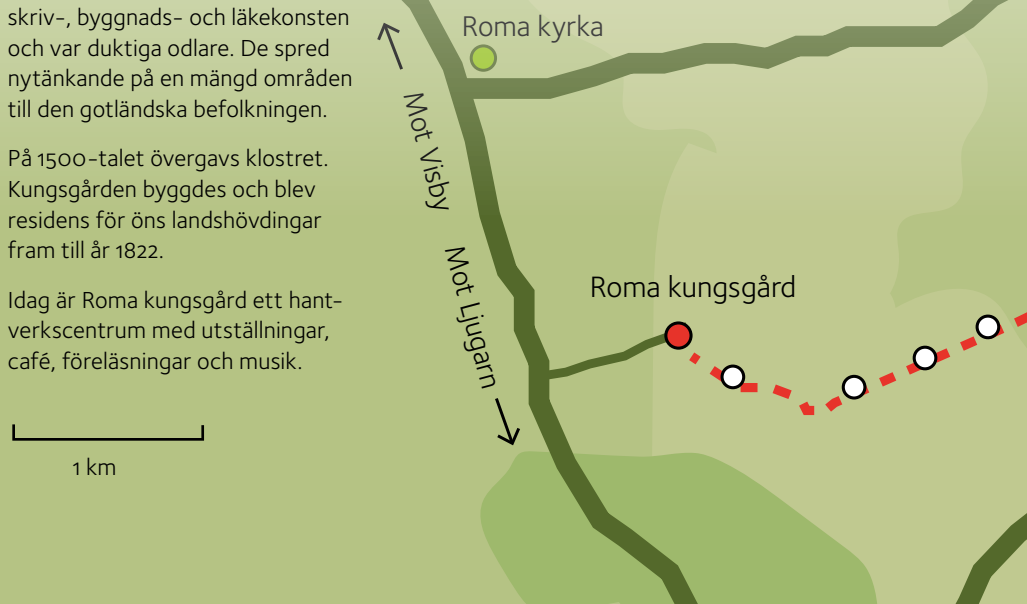 skriv-, byggnads- och läkekonsten
och var duktiga odlare. De spred
nytänkande på en mängd områden
till den gotländska befolkningen.
På 1500-talet övergavs klostret.
Kungsgården byggdes och blev
residens för öns landshövdingar
fram till år 1822.
Idag är Roma kungsgård ett hant-
verkscentrum med utställningar,
café, föreläsningar och musik.
1 km
Roma kyrka
Mot Visby
Mot Ljugarn
Roma kungsgård